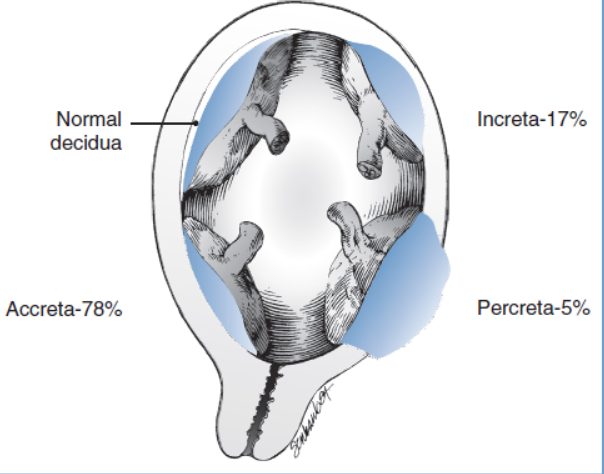 Normal
decidua
Increta-17%
Accreta-78%
Percreta-5%